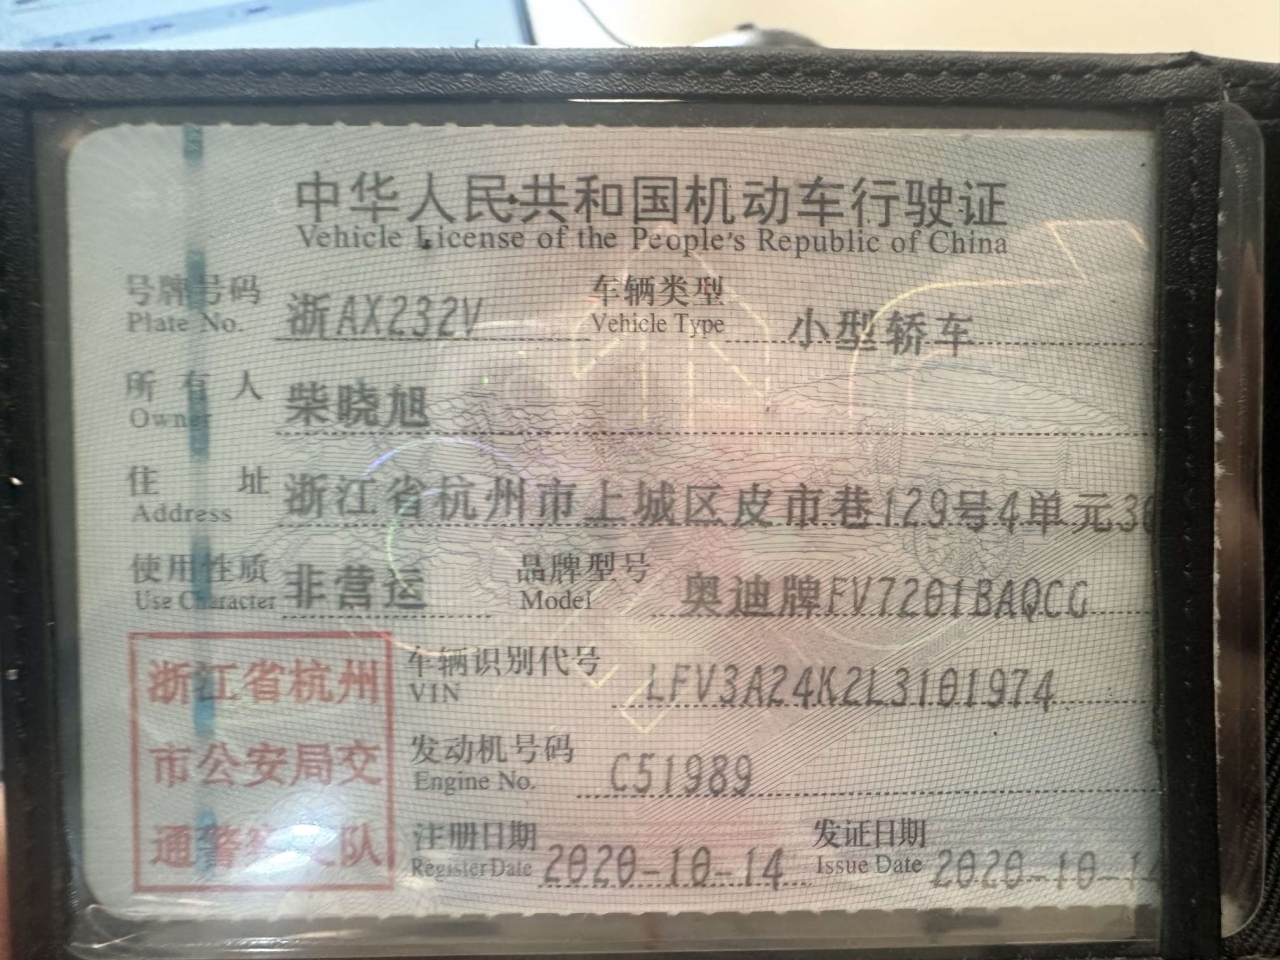 中华人民共和国机动车行驶证
Vehicle License of the People's Republic of China
号牌号码 浙AX232V 车辆类型 小型轿车
Plate No. Vehicle Type
所有人 柴晓旭
Owner
住址 浙江省杭州市上城区皮市巷129号4单元30
Address
使用性质 非营运 品牌型号 奥迪牌FV7201BAQCG
Use Character Model
浙江省杭州
市公安局交
通警察支队
车辆识别代号 LFV3A24K2L3101974
VIN
发动机号码 C51989
Engine No.
注册日期 2020-10-14 发证日期 2020-10-14
Register Date Issue Date